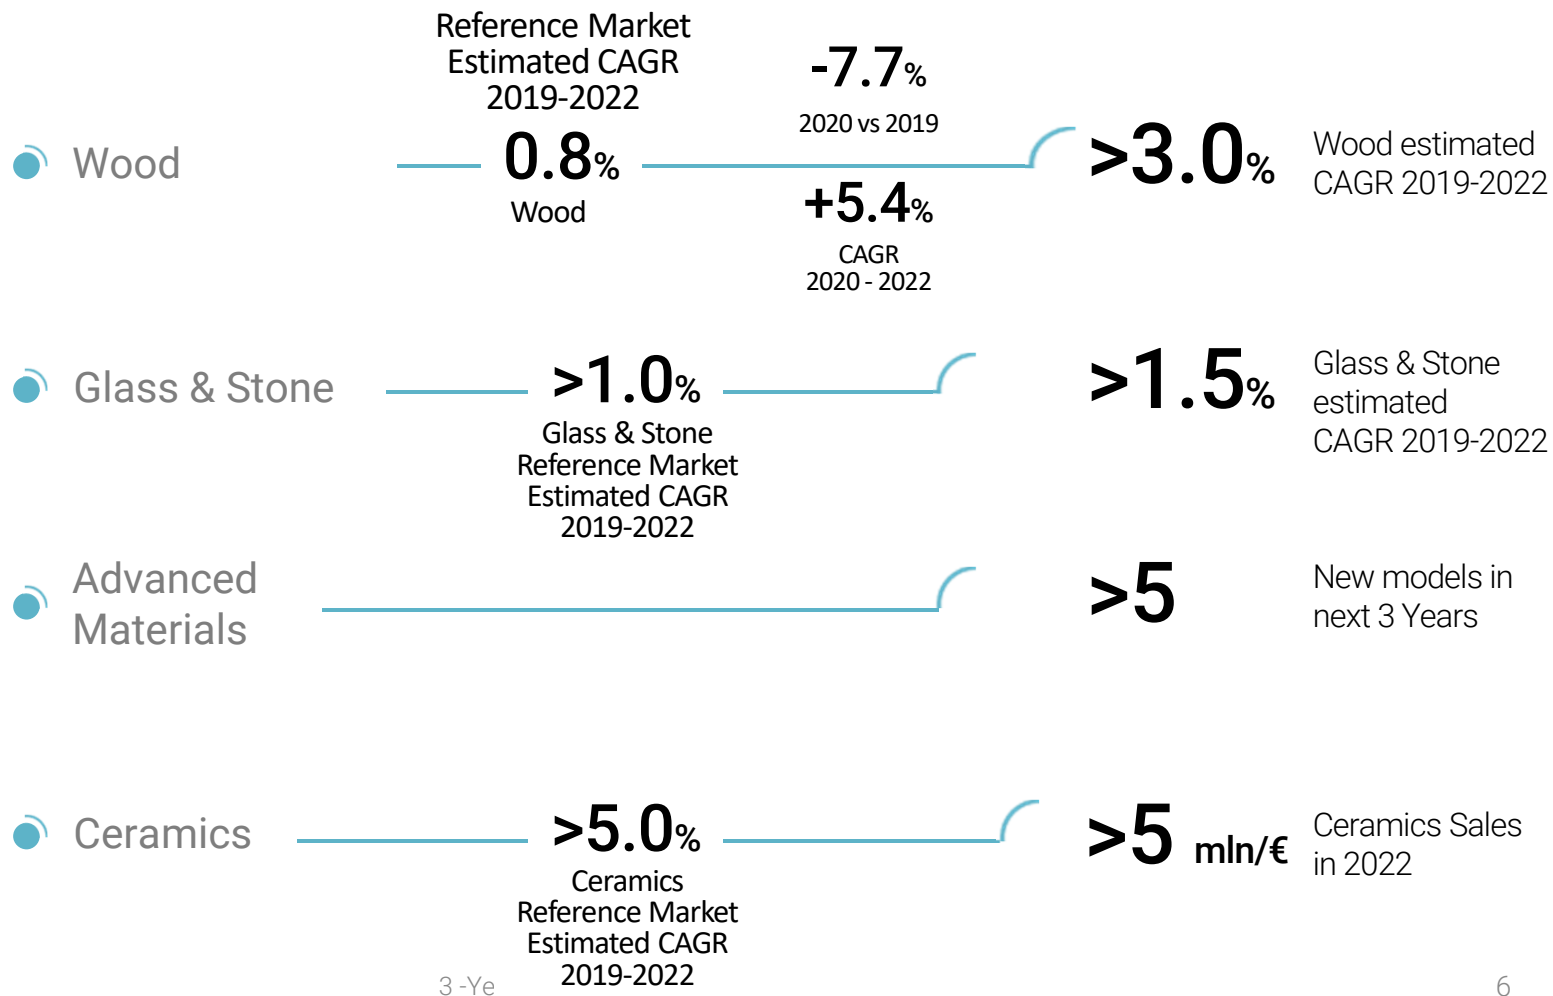 Reference Market
Estimated CAGR
2019-2022
-7.7%
2020 vs 2019
Wood
0.8%
Wood
+5.4%
CAGR
2020 - 2022
>3.0%
Wood estimated
CAGR 2019-2022
Glass & Stone
>1.0%
Glass & Stone
Reference Market
Estimated CAGR
2019-2022
>1.5%
Glass & Stone
estimated
CAGR 2019-2022
Advanced
Materials
>5
New models in
next 3 Years
Ceramics
>5.0%
Ceramics
Reference Market
Estimated CAGR
2019-2022
>5 mln/€
Ceramics Sales
in 2022
3 -Ye
6